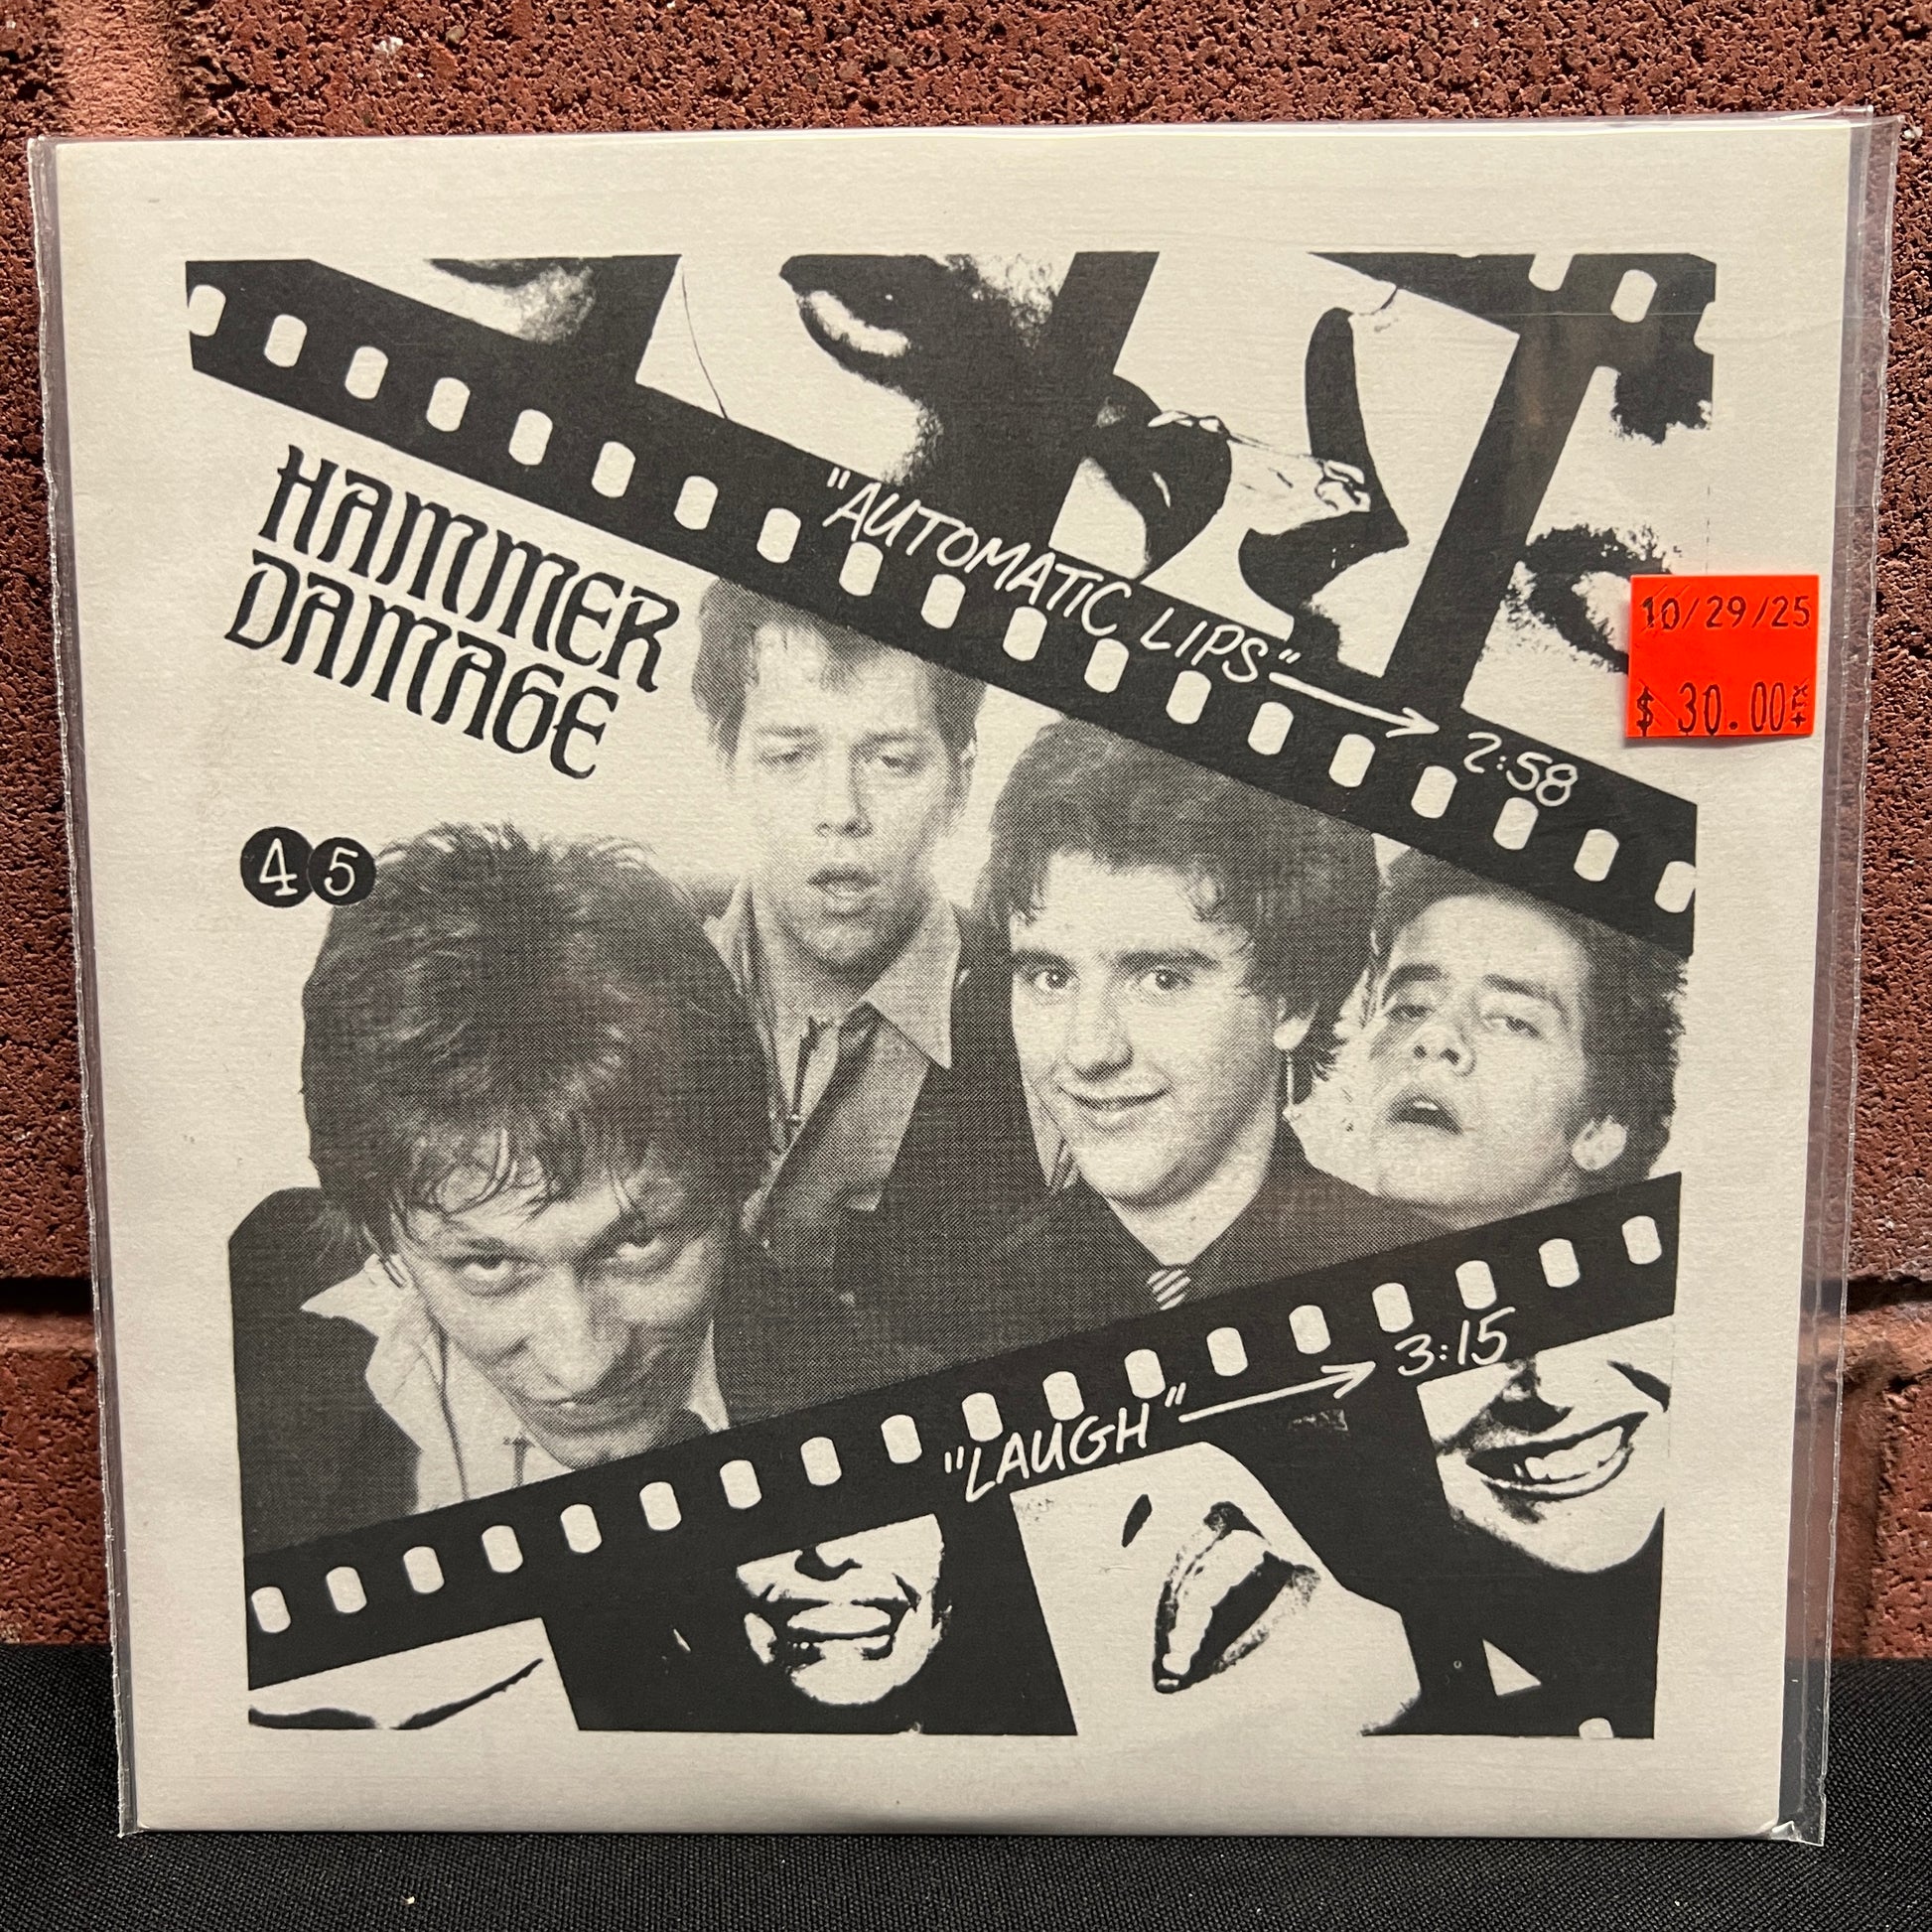 HAMMER
DAMAGE
"AUTOMATIC LIPS" → 2:58
10/29/25
$ 30.00
45
"LAUGH" → 3:15